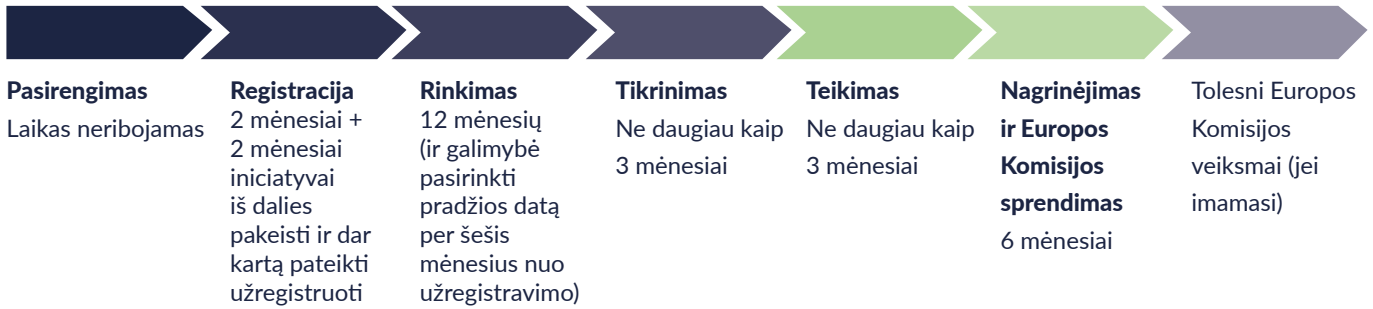 Pasirengimas
Laikas neribojamas
Registracija
2 mėnesiai +
2 mėnesiai
iniciatyvai
iš dalies
pakeisti ir dar
kartą pateikti
užregistruoti
Rinkimas
12 mėnesių
(ir galimybė
pasirinkti
pradžios datą
per šešis
mėnesius nuo
užregistravimo)
Tikrinimas
Ne daugiau kaip
3 mėnesiai
Teikimas
Ne daugiau kaip
3 mėnesiai
Nagrinėjimas
ir Europos
Komisijos
sprendimas
6 mėnesiai
Tolesni Europos
Komisijos
veiksmai (jei
imamasi)